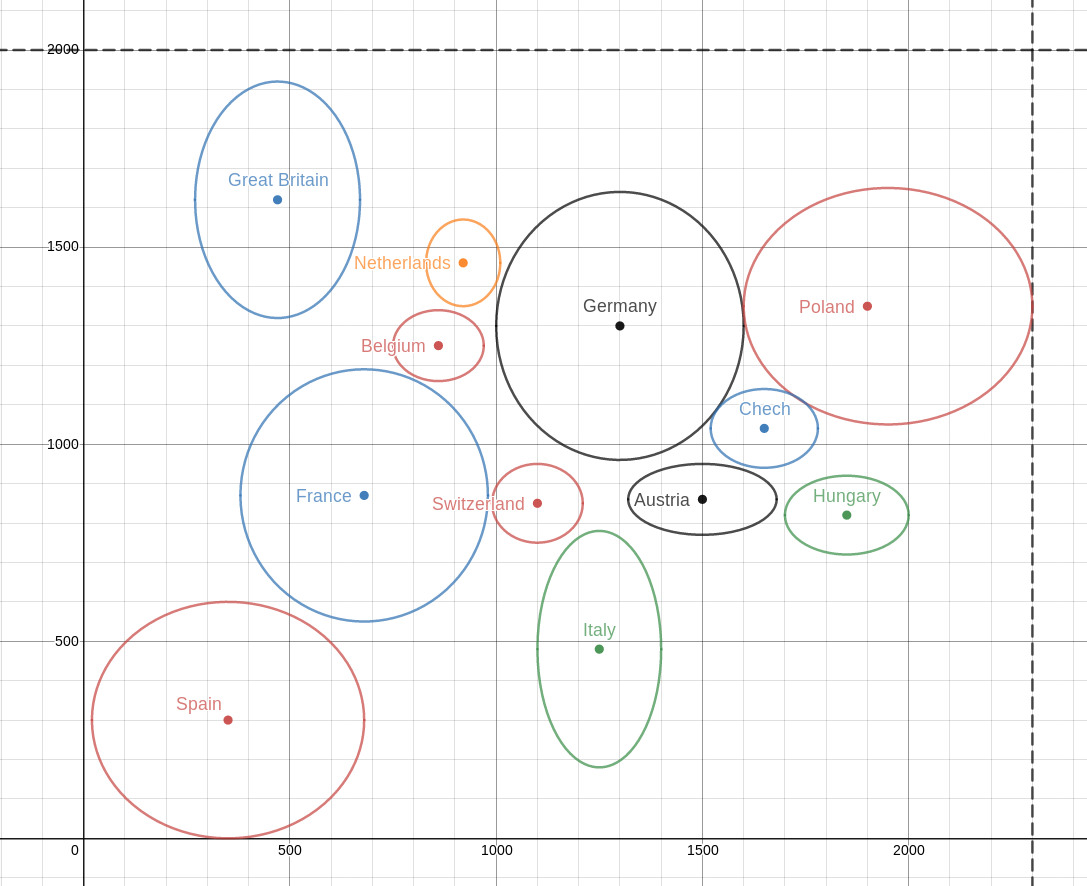 2000
Great Britain
1500
Netherlands
Germany
Poland
Belgium
Chech
1000
France
Switzerland
Austria
Hungary
500
Italy
Spain
0
500
1000
1500
2000